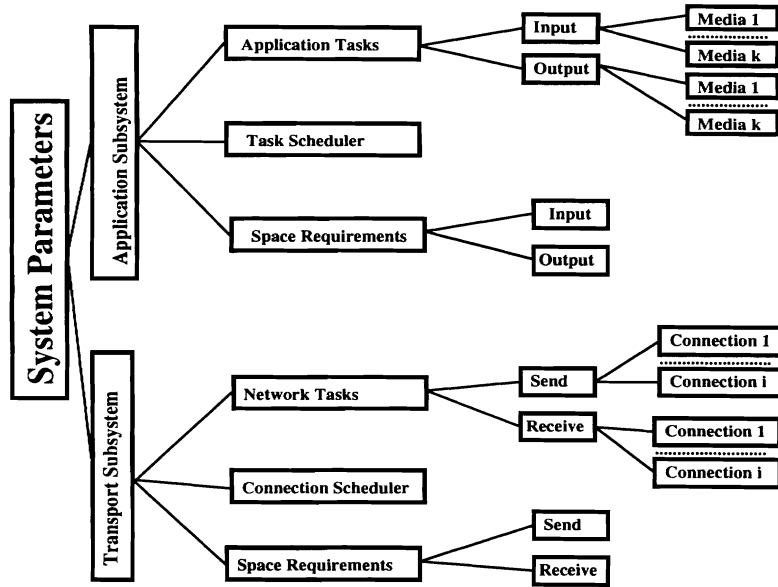 System Parameters
Application Subsystem
Application Tasks
Input
Media 1
Media k
Output
Media 1
Media k
Task Scheduler
Space Requirements
Input
Output
Transport Subsystem
Network Tasks
Send
Connection 1
Connection i
Receive
Connection 1
Connection i
Connection Scheduler
Space Requirements
Send
Receive